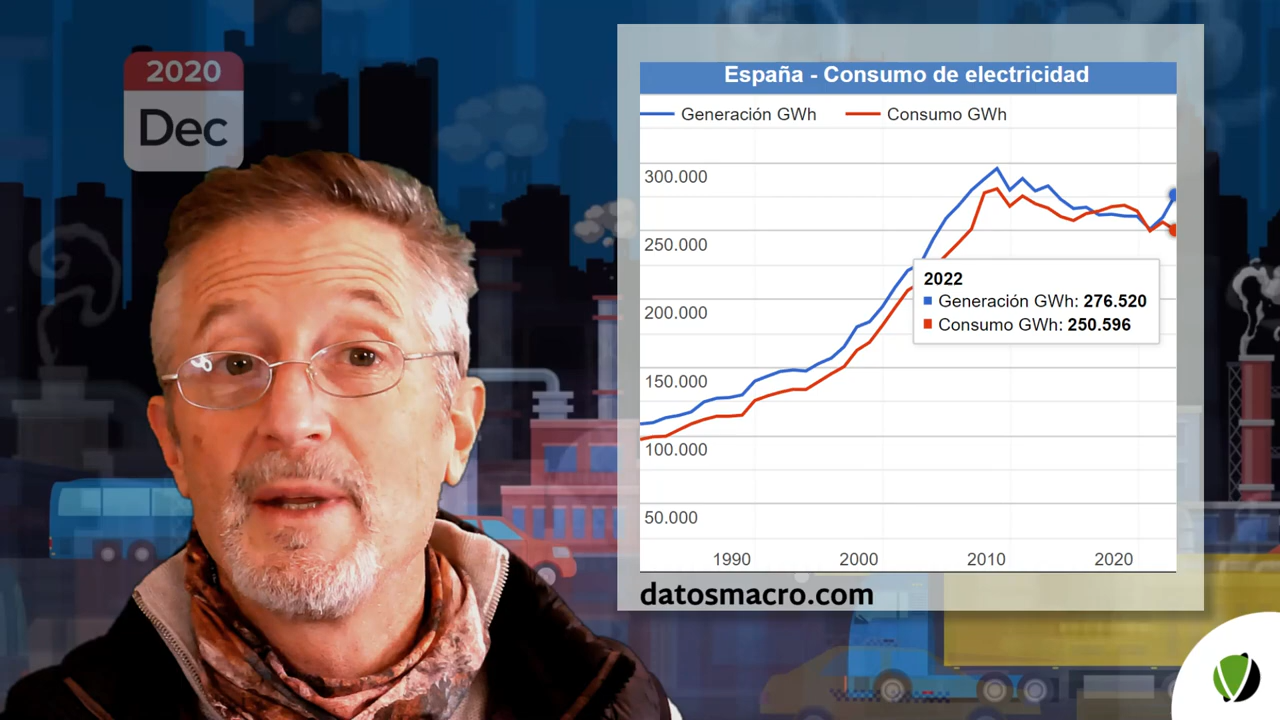 2020
Dec
España - Consumo de electricidad
Generación GWh Consumo GWh
300.000
250.000
2022
Generación GWh: 276.520
Consumo GWh: 250.596
200.000
150.000
100.000
50.000
1990 2000 2010 2020
datosmacro.com